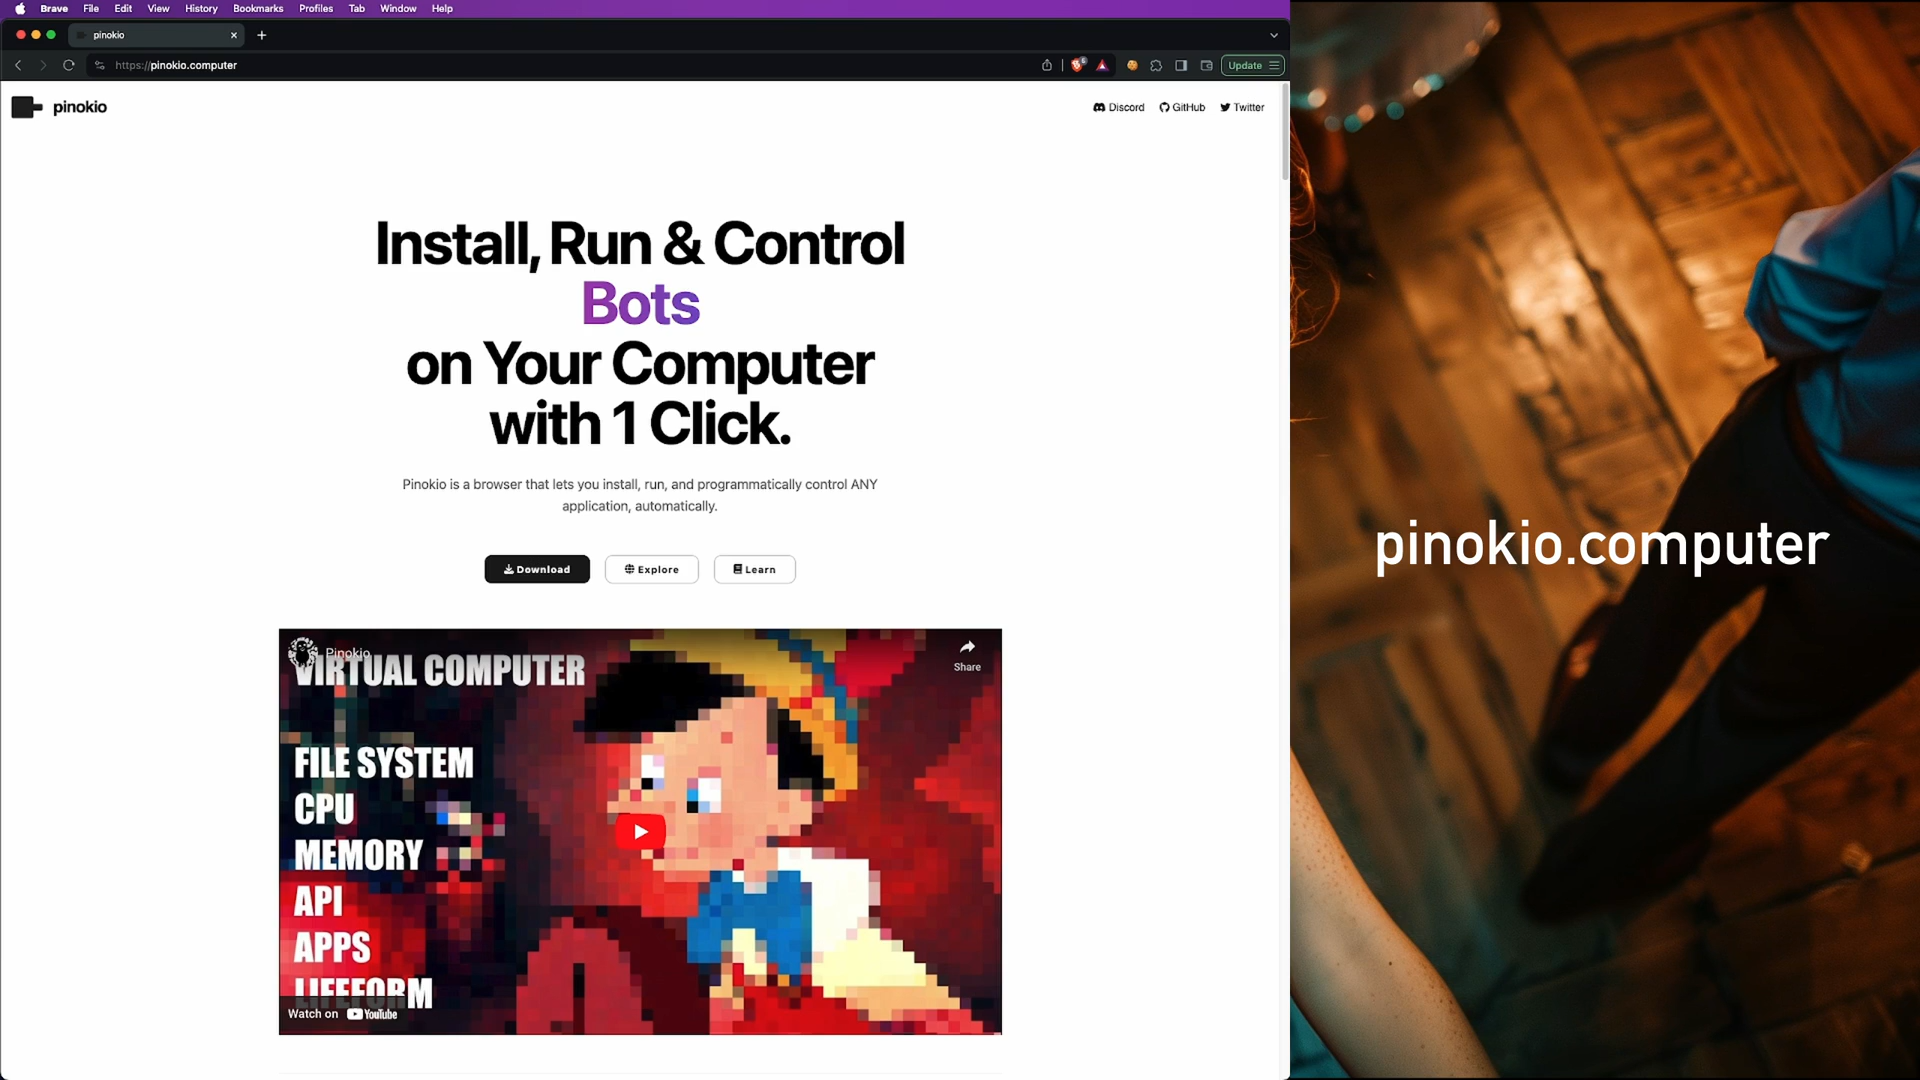 Brave File Edit View History Bookmarks Profiles Tab Window Help
pinokio
https://pinokio.computer
Update
pinokio
Discord GitHub Twitter
Install, Run & Control
Bots
on Your Computer
with 1 Click.
Pinokio is a browser that lets you install, run, and programmatically control ANY
application, automatically.
Download Explore Learn
Pinokio
VIRTUAL COMPUTER
Share
FILE SYSTEM
CPU
MEMORY
API
APPS
LIFEFORM
Watch on YouTube
pinokio.computer